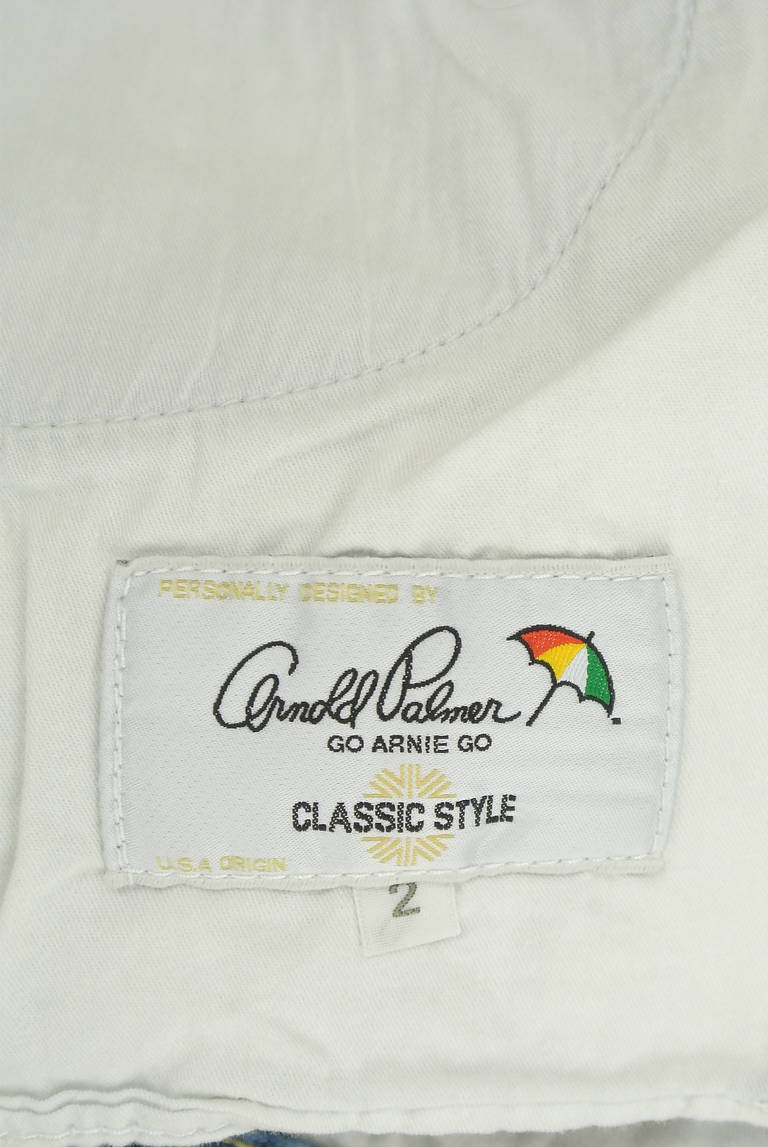 PERSONALLY DESIGNED BY
Arnold Palmer
GO ARNIE GO
CLASSIC STYLE
U.S.A ORIGIN
2